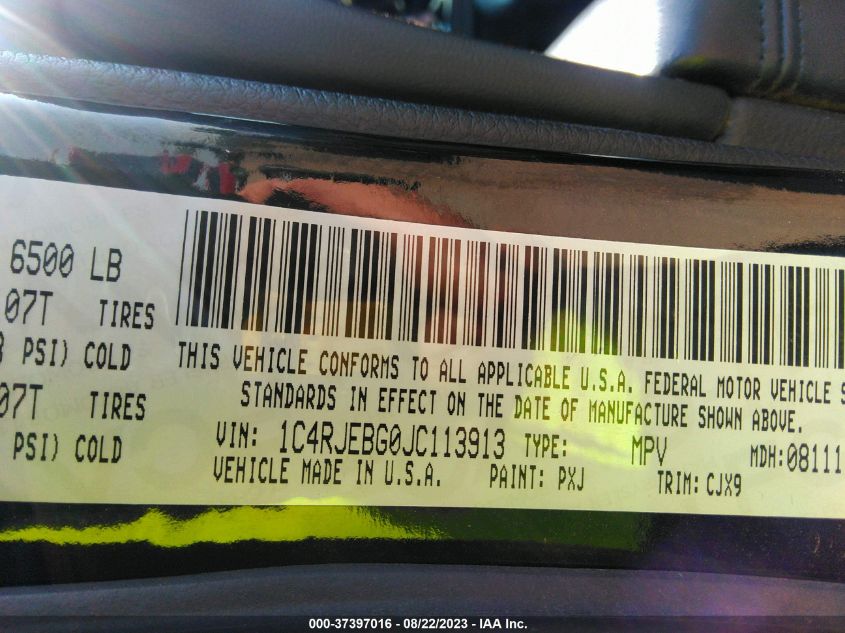 6500 LB
07T TIRES
PSI) COLD
THIS VEHICLE CONFORMS TO ALL APPLICABLE U.S.A. FEDERAL MOTOR VEHICLE S
07T TIRES
STANDARDS IN EFFECT ON THE DATE OF MANUFACTURE SHOWN ABOVE.
PSI) COLD
VIN: 1C4RJEBG0JC113913 TYPE: MPV MDH: 08111
VEHICLE MADE IN U.S.A. PAINT: PXJ TRIM: CJX9
000-37397016 - 08/22/2023 - IAA Inc.